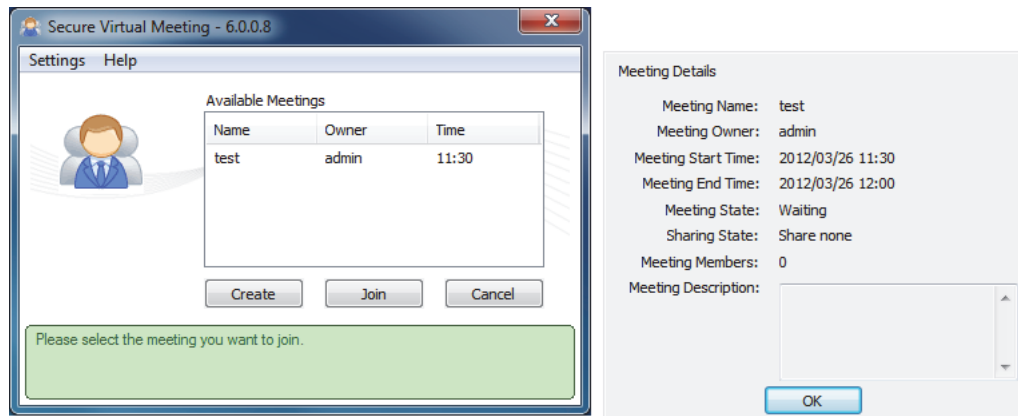 Secure Virtual Meeting - 6.0.0.8
Settings Help
Available Meetings
Name Owner Time
test admin 11:30
Create Join Cancel
Please select the meeting you want to join.
Meeting Details
Meeting Name: test
Meeting Owner: admin
Meeting Start Time: 2012/03/26 11:30
Meeting End Time: 2012/03/26 12:00
Meeting State: Waiting
Sharing State: Share none
Meeting Members: 0
Meeting Description:
OK